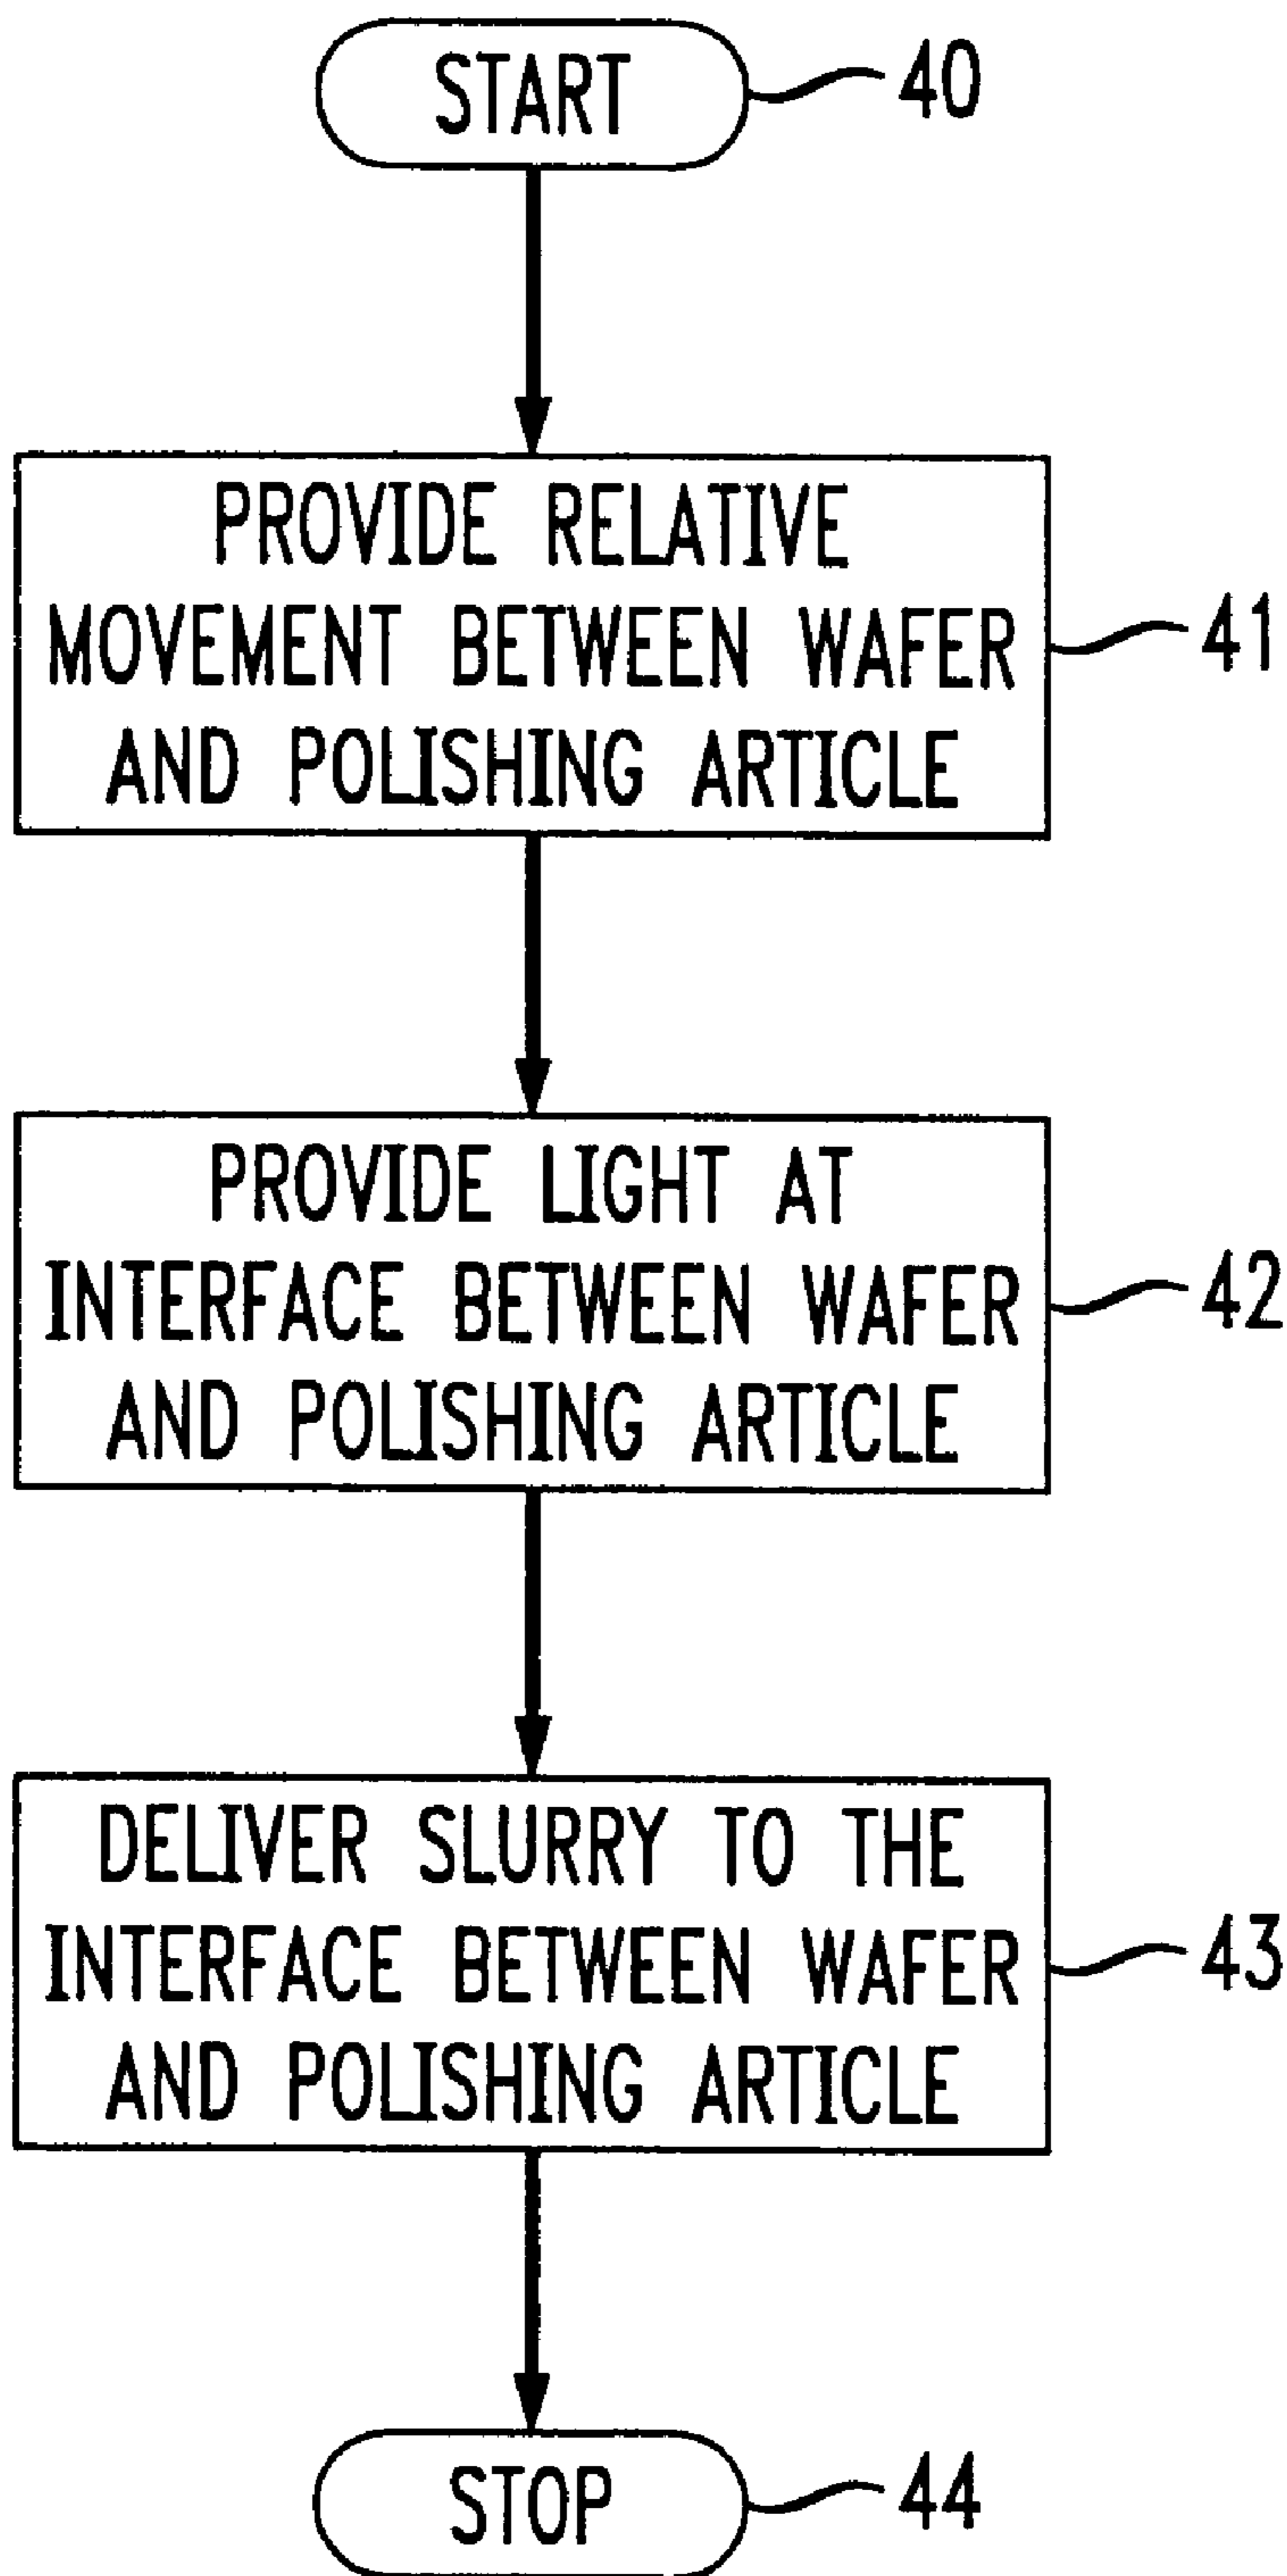 START
40
PROVIDE RELATIVE
MOVEMENT BETWEEN WAFER
AND POLISHING ARTICLE
41
PROVIDE LIGHT AT
INTERFACE BETWEEN WAFER
AND POLISHING ARTICLE
42
DELIVER SLURRY TO THE
INTERFACE BETWEEN WAFER
AND POLISHING ARTICLE
43
STOP
44